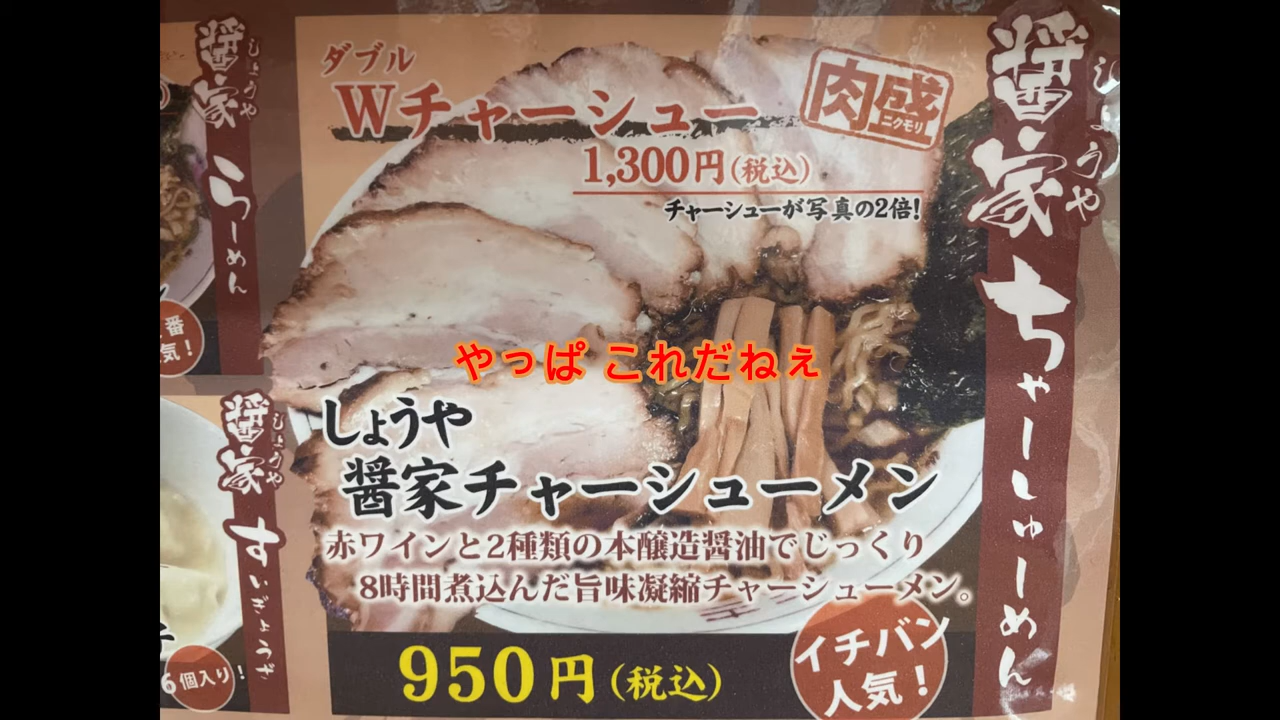 ダブル
Wチャーシュー
肉盛
ニクモリ
1,300円(税込)
チャーシューが写真の2倍!
やっぱ これだねぇ
しょうや
醤家チャーシューメン
赤ワインと2種類の本醸造醤油でじっくり
8時間煮込んだ旨味凝縮チャーシューメン。
950円(税込)
イチバン
人気!
醤家ちゃーしゅーめん
しょうや
醤家らーめん
しょうや
番
気!
醤家すいぎょうざ
しょうや
6個入り!